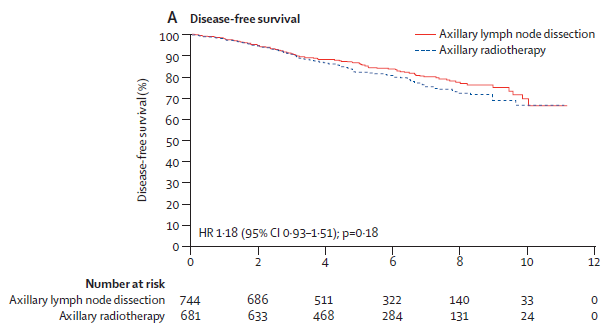 A Disease-free survival
Axillary lymph node dissection
Axillary radiotherapy
Disease-free survival (%)
100
90
80
70
60
50
40
30
20
10
0
HR 1·18 (95% CI 0·93–1·51); p=0·18
0 2 4 6 8 10 12
Number at risk
Axillary lymph node dissection 744 686 511 322 140 33 0
Axillary radiotherapy 681 633 468 284 131 24 0